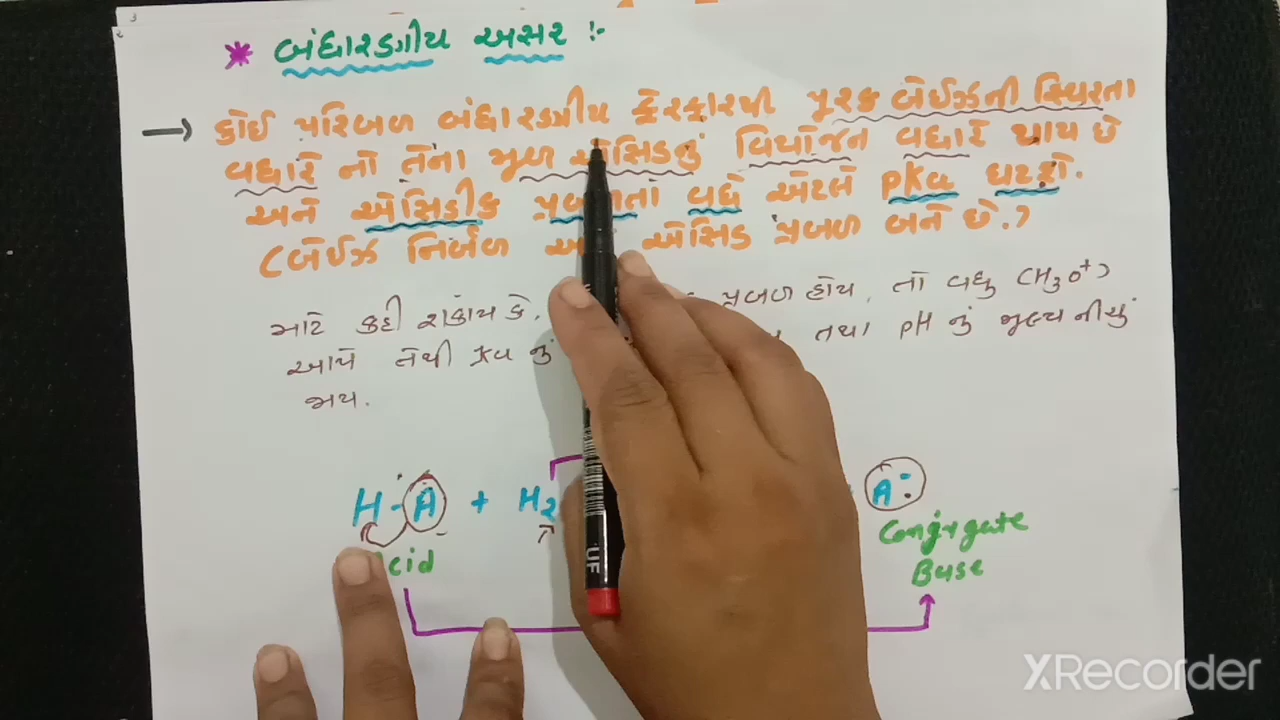 * બંધારણીય અસર :-
→ કોઈ પરિબળ બંધારણીય ફેરફારથી પૂરક બેઈઝની સ્થિરતા
વધારે નો તેના મૂળ એસિડનું વિયોજન વધારે થાય છે
અને એસિડીક પ્રબળતાં વધે એટલે pKa ઘટશે.
(બેઈઝ નિર્બળ એસિડ પ્રબળ બને છે.)
માટે કહી શકાય કે, પ્રબળ હોય, તો વધુ (H3O+)
આપે તેથી Ka નું તથા pH નું મૂલ્ય નીચું
જાય.
H-A + H2 A:
Acid Conjugate
Base
UF
XRecorder